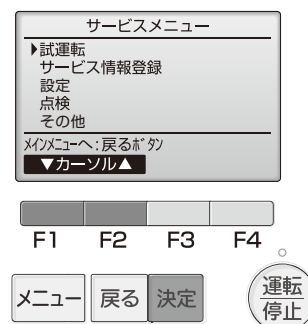 サービスメニュー
▶試運転
サービス情報登録
設定
点検
その他
メインメニューへ:戻るボタン
▼カーソル▲
F1 F2 F3 F4
メニュー 戻る 決定 運転
停止